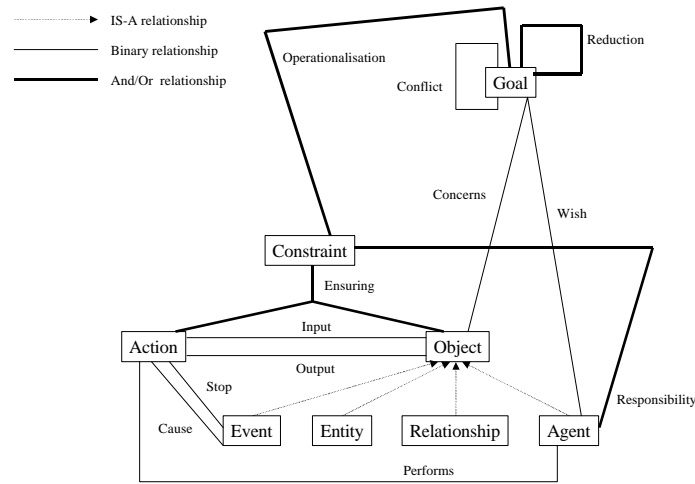 IS-A relationship
Binary relationship
And/Or relationship
Operationalisation
Reduction
Conflict
Goal
Concerns
Wish
Constraint
Ensuring
Input
Action
Object
Output
Stop
Cause
Responsibility
Event
Entity
Relationship
Agent
Performs